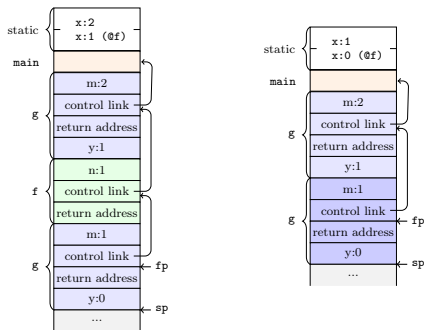 static
x:2
x:1 (@f)
main
g
m:2
control link
return address
y:1
f
n:1
control link
return address
g
m:1
control link
fp
return address
y:0
sp
...
static
x:1
x:0 (@f)
main
g
m:2
control link
return address
y:1
g
m:1
control link
fp
return address
y:0
sp
...